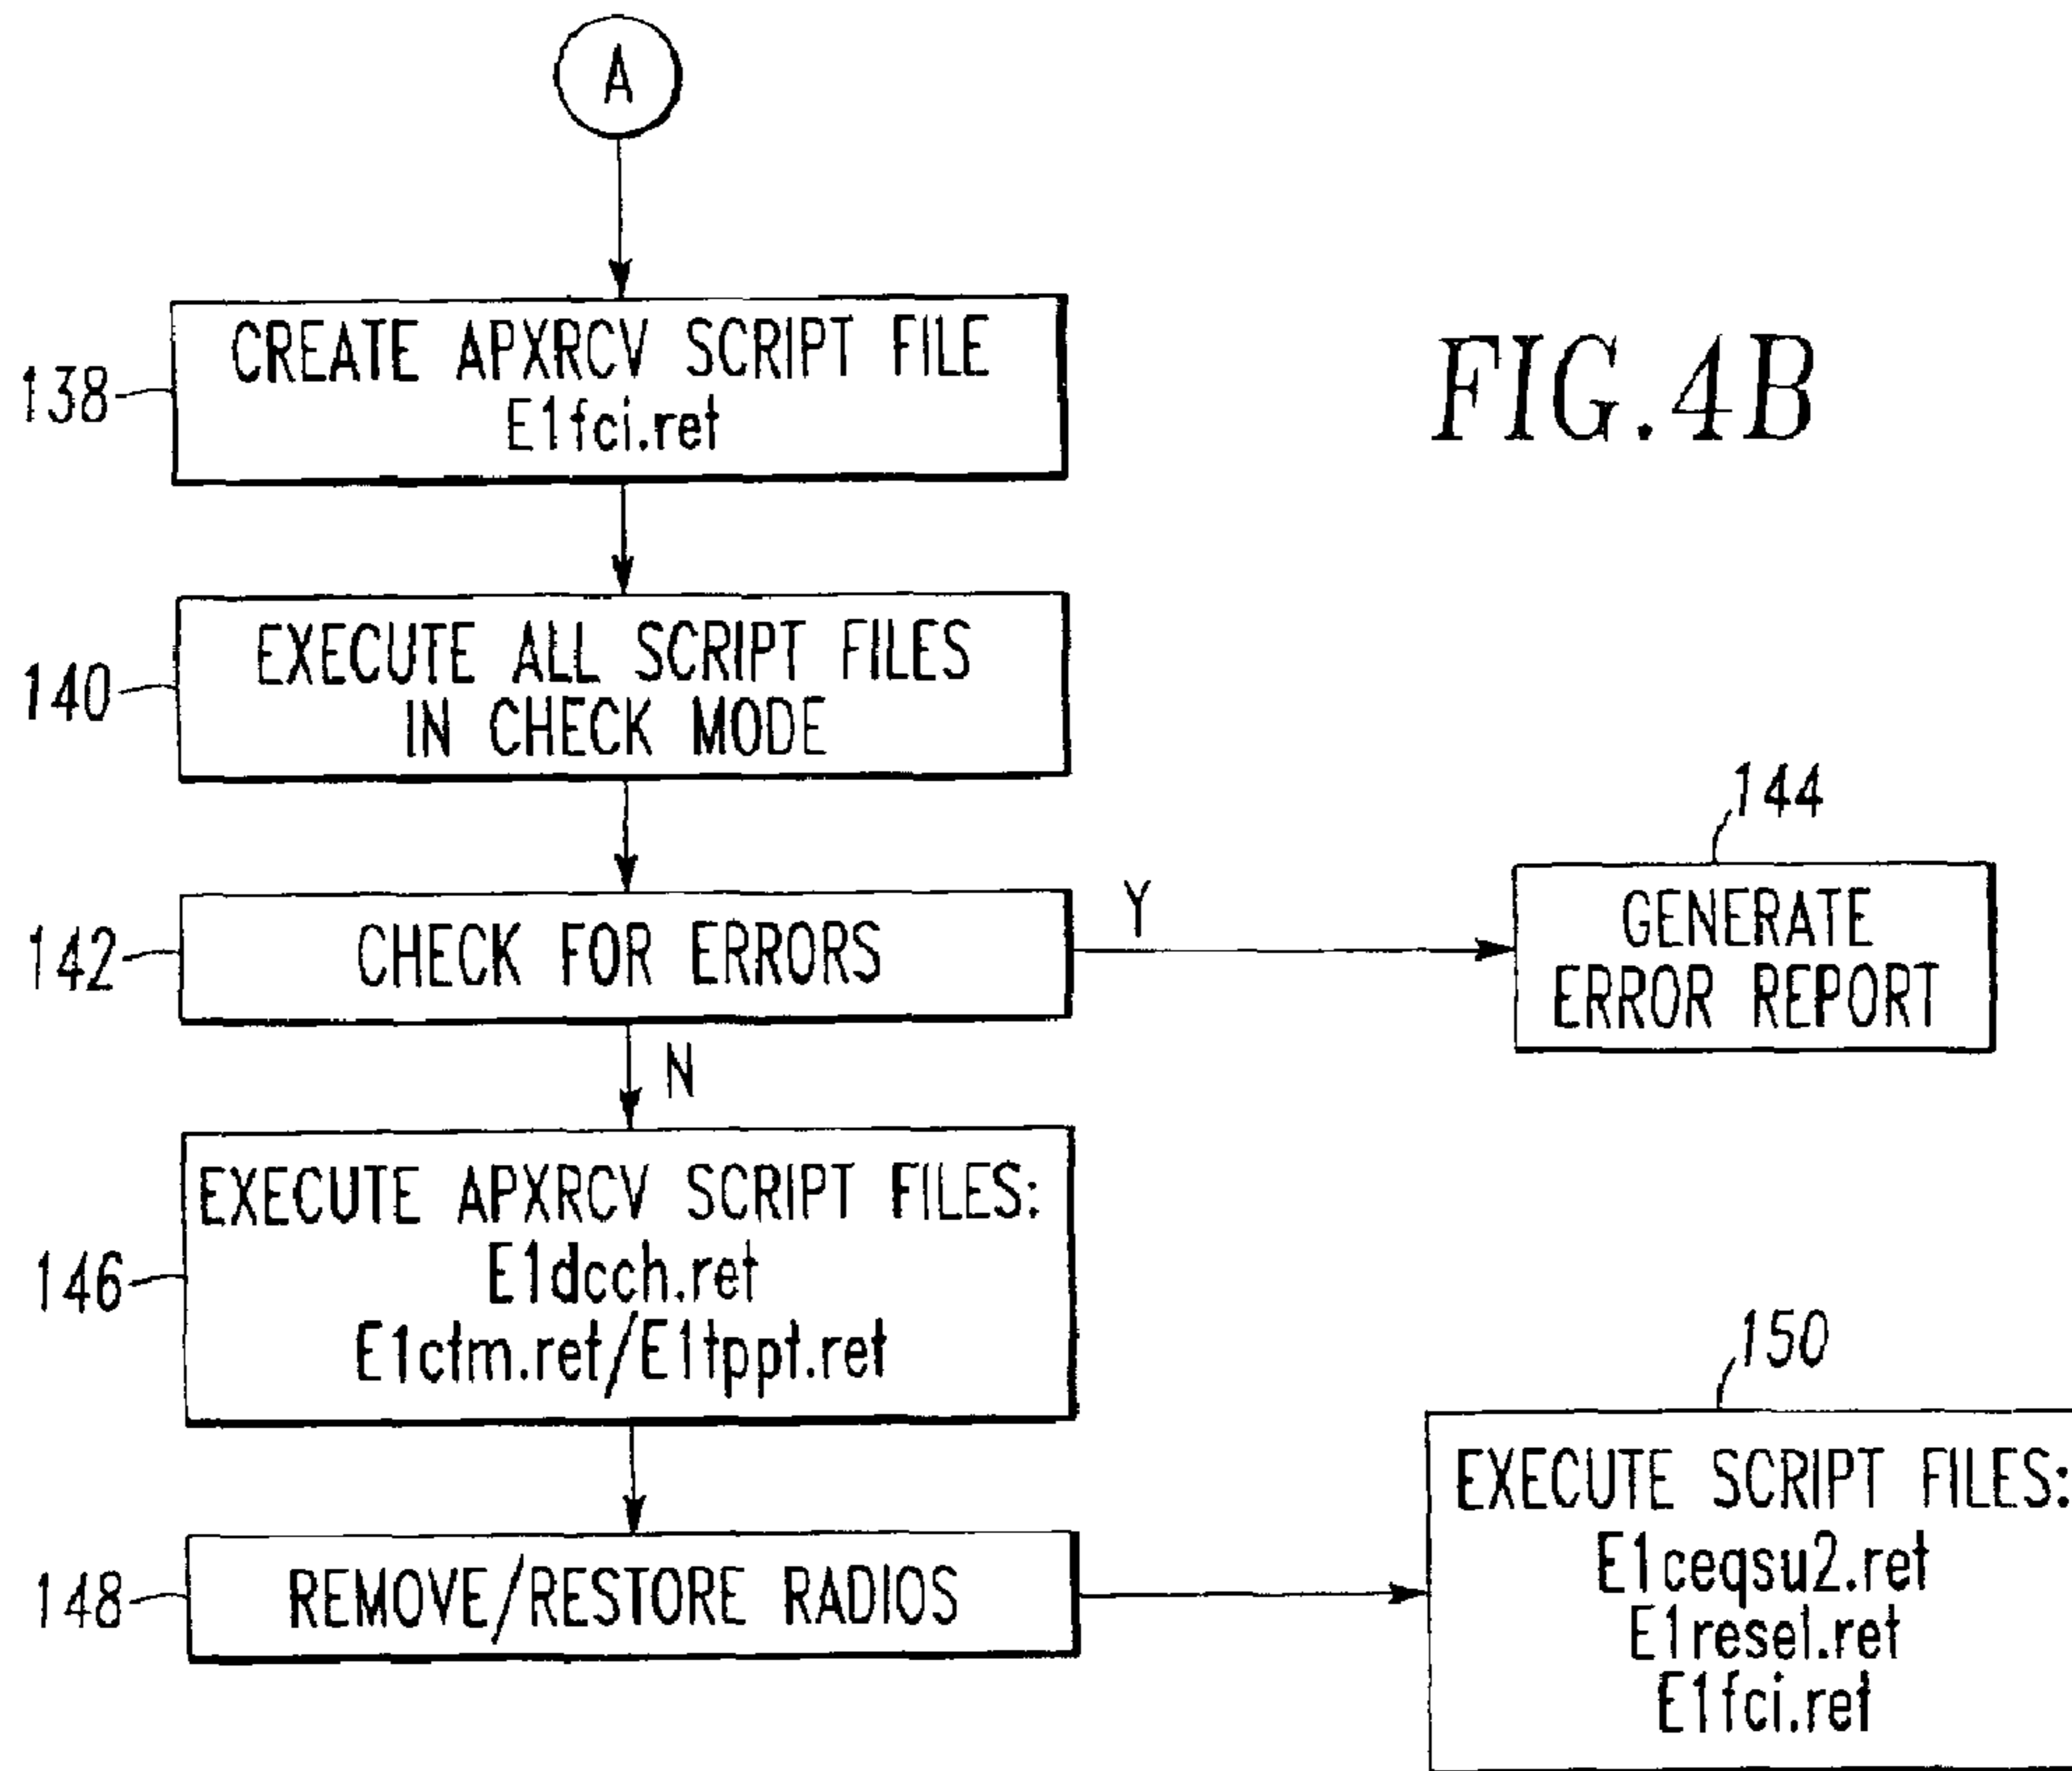 A
CREATE APXRCV SCRIPT FILE
E1fci.ret
138
FIG.4B
EXECUTE ALL SCRIPT FILES
IN CHECK MODE
140
144
CHECK FOR ERRORS
142
Y
GENERATE
ERROR REPORT
N
EXECUTE APXRCV SCRIPT FILES:
E1dcch.ret
E1ctm.ret/E1tppt.ret
146
150
REMOVE/RESTORE RADIOS
148
EXECUTE SCRIPT FILES:
E1ceqsu2.ret
E1resel.ret
E1fci.ret